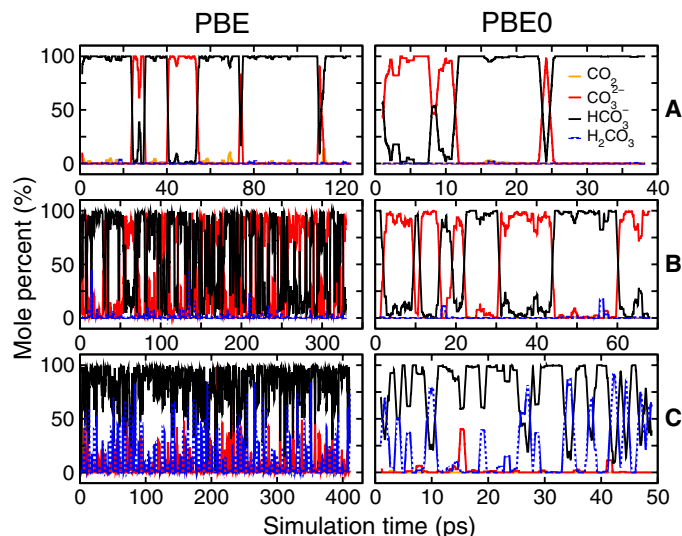 PBE PBE0
Mole percent (%)
100
50
0
0 40 80 120
CO2
CO3^2−
HCO3^−
H2CO3
0 10 20 30 40
A
100
50
0
0 100 200 300
0 20 40 60
B
100
50
0
0 100 200 300 400
0 10 20 30 40 50
C
Simulation time (ps)